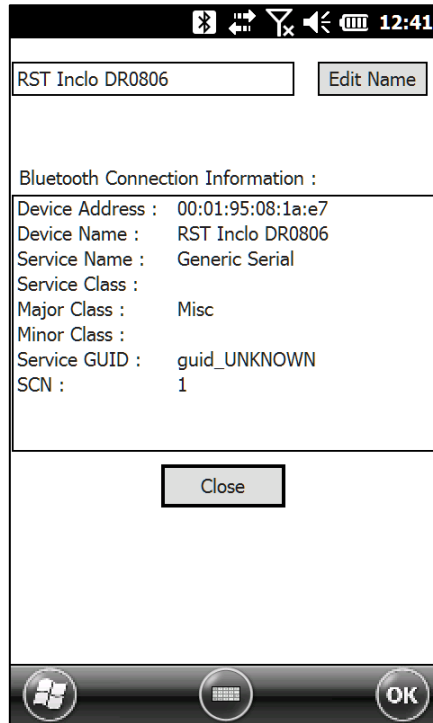 12:41
RST Inclo DR0806
Edit Name
Bluetooth Connection Information :
Device Address : 00:01:95:08:1a:e7
Device Name : RST Inclo DR0806
Service Name : Generic Serial
Service Class :
Major Class : Misc
Minor Class :
Service GUID : guid_UNKNOWN
SCN : 1
Close
OK